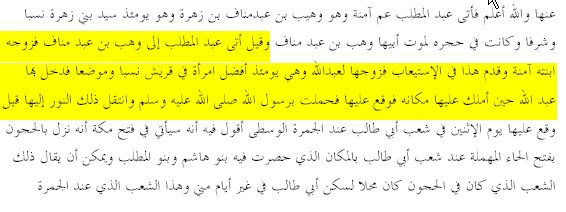 عنها والله أعلم فأتى عبد المطلب عم آمنة وهو وهيب بن عبدمناف بن زهرة وهو يومئذ سيد بني زهرة نسبا
وشرفا وكانت في حجره لموت أبيها وهب بن عبد مناف وقيل أتى عبد المطلب إلى وهب بن عبد مناف فزوجه
ابنته آمنة وقدم هذا في الإستيعاب فزوجها لعبدالله وهي يومئذ أفضل امرأة في قريش نسبا وموضعا فدخل بها
عبد الله حين أملك عليها مكانه فوقع عليها فحملت برسول الله صلى الله عليه وسلم وانتقل ذلك النور إليها قيل
وقع عليها يوم الإثنين في شعب أبي طالب عند الجمرة الوسطى أقول فيه أنه سيأتي في فتح مكة أنه نزل بالحجون
بفتح الحاء المهملة عند شعب أبي طالب بالمكان الذي حصرت فيه بنو هاشم وبنو المطلب ويمكن أن يقال ذلك
الشعب الذي كان في الحجون كان محلا لسكن أبي طالب في غير أيام مني وهذا الشعب الذي عند الجمرة